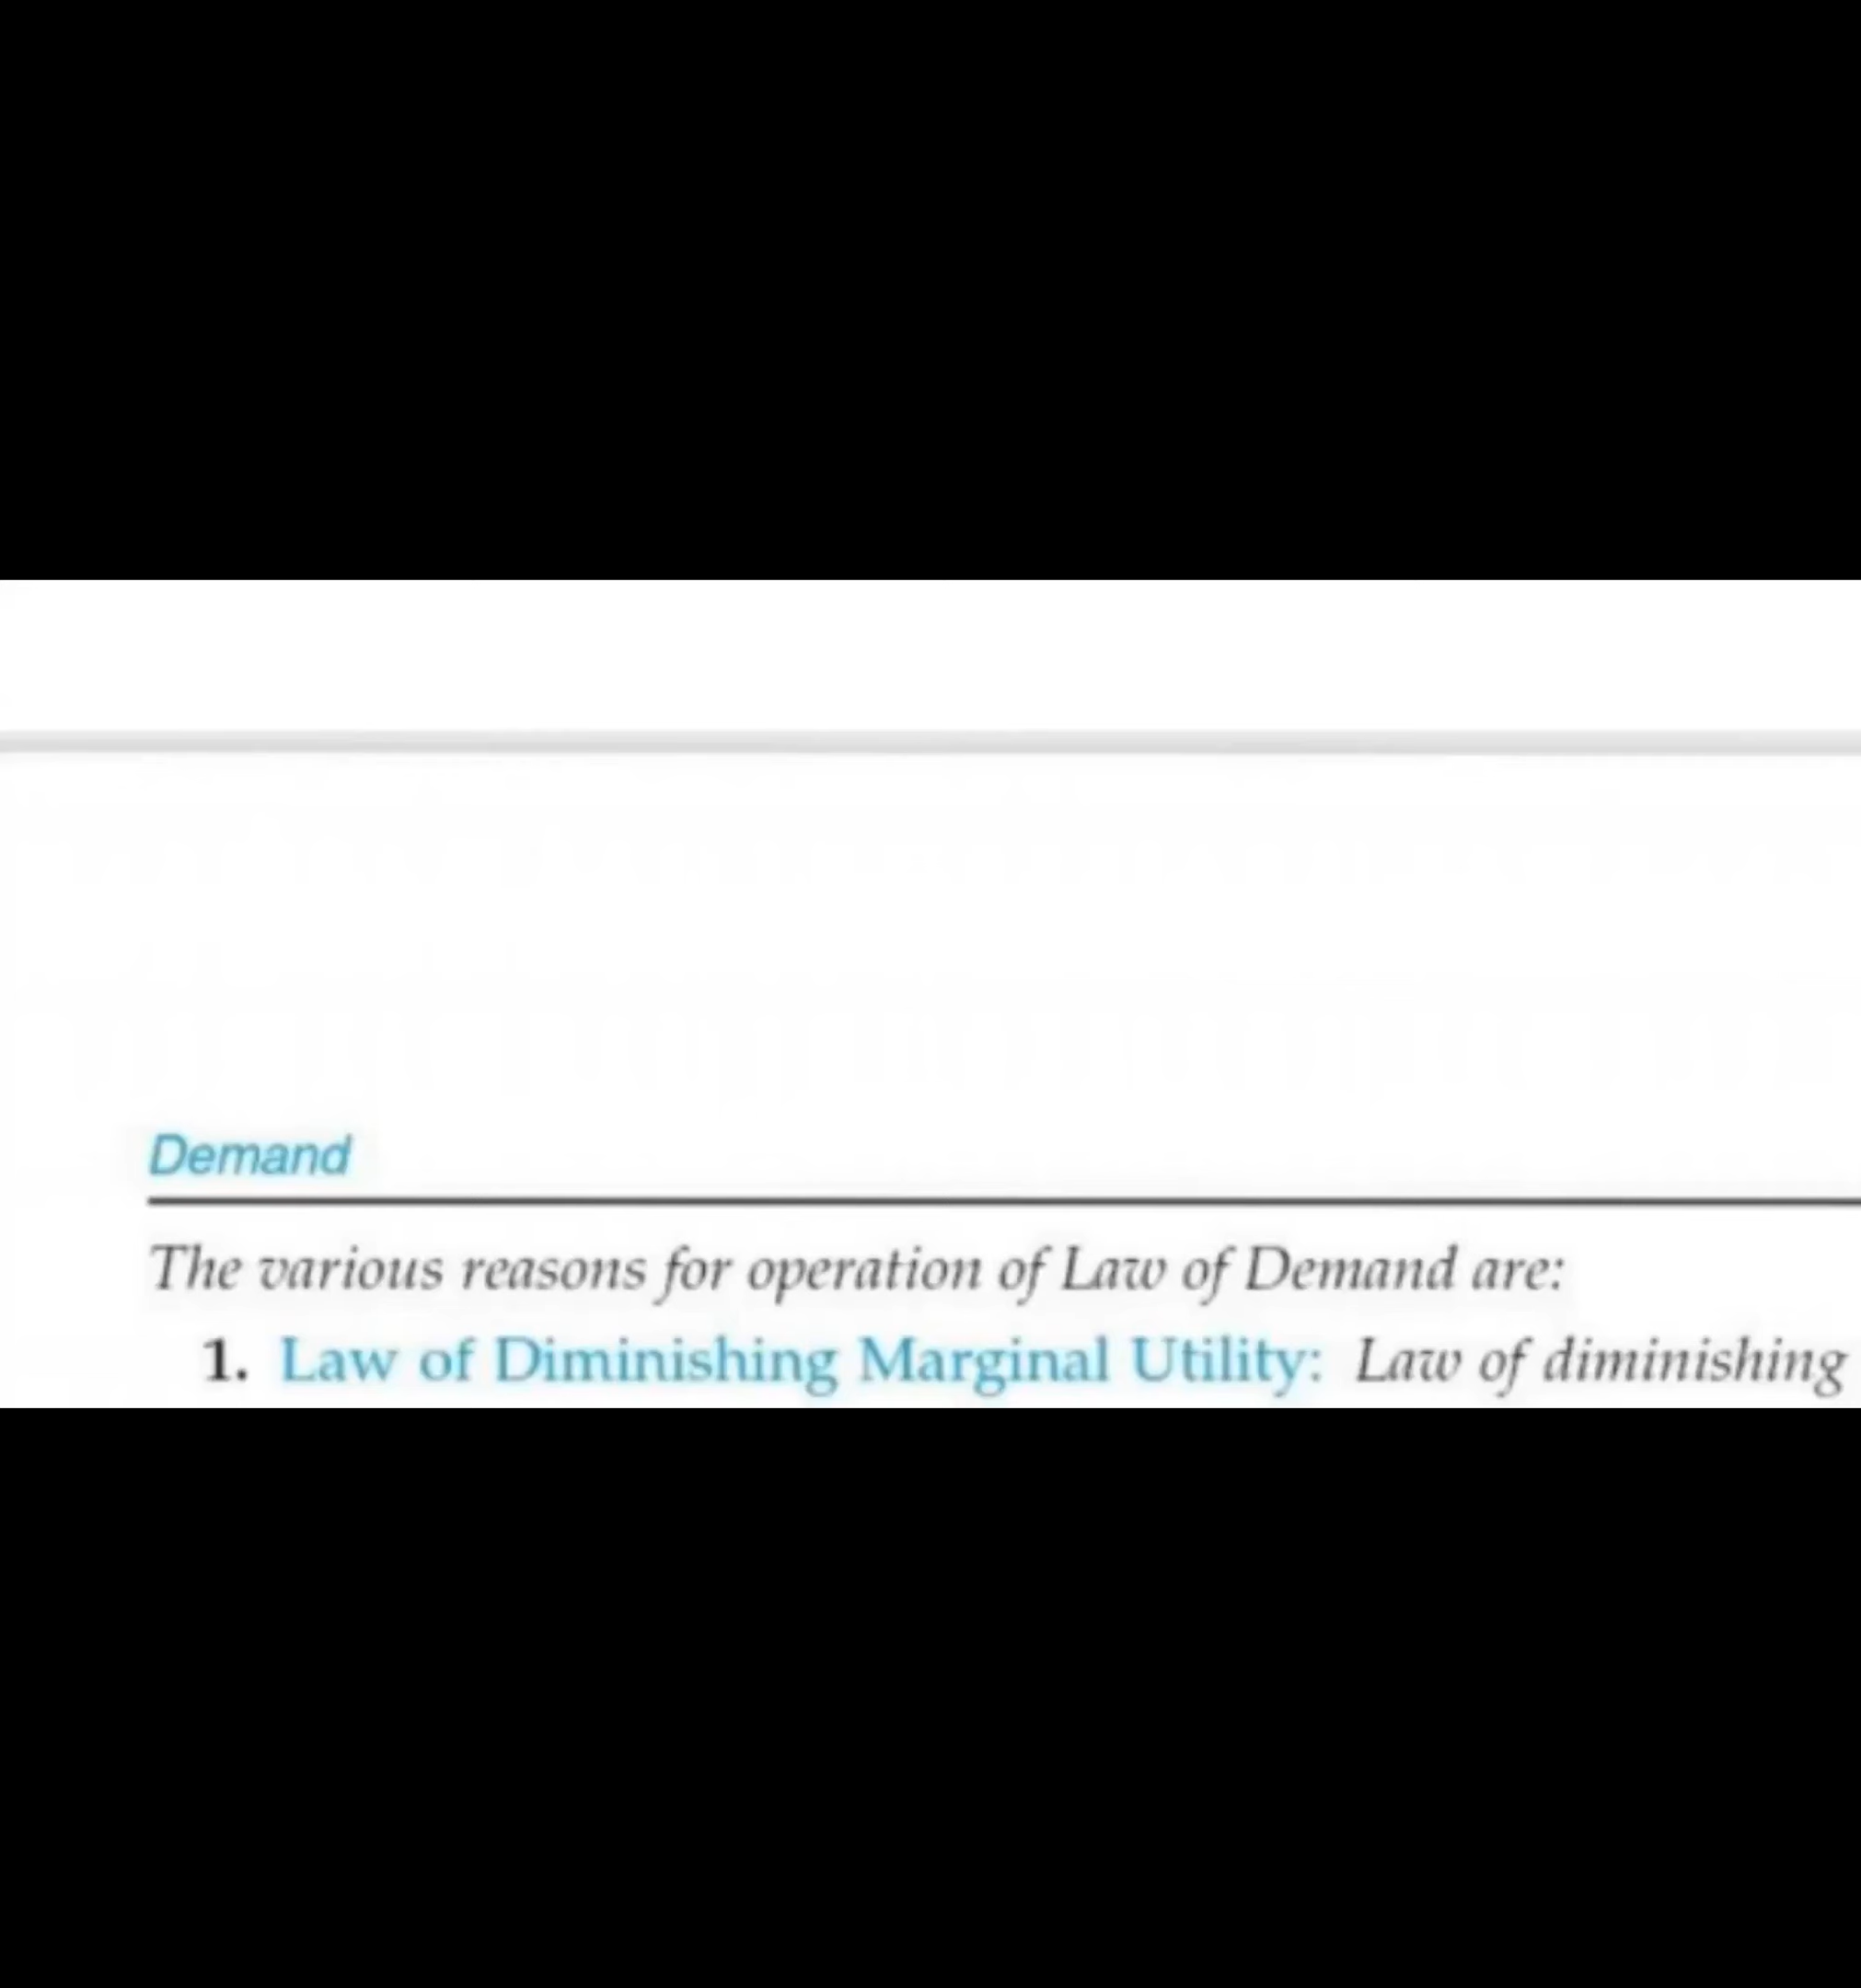 Demand
The various reasons for operation of Law of Demand are:
1. Law of Diminishing Marginal Utility: Law of diminishing